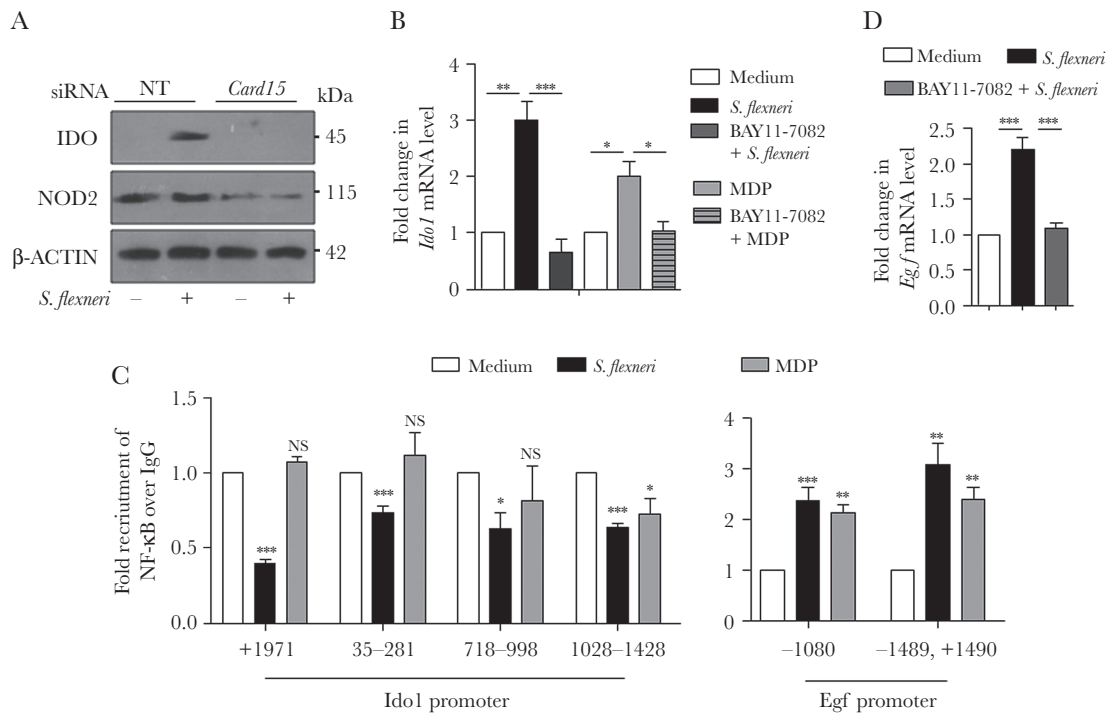 A
siRNA NT Card15 kDa
IDO 45
NOD2 115
β-ACTIN 42
S. flexneri – + – +
B
Fold change in
Ido1 mRNA level
4
3
2
1
0
** *** * *
Medium
S. flexneri
BAY11-7082
+ S. flexneri
MDP
BAY11-7082
+ MDP
D
Medium S. flexneri
BAY11-7082 + S. flexneri
Fold change in
Egf mRNA level
2.5
2.0
1.5
1.0
0.5
0.0
*** ***
C
Medium S. flexneri MDP
Fold recriutment of
NF-κB over IgG
1.5
1.0
0.5
0.0
*** NS *** NS * NS *** *
+1971 35–281 718–998 1028–1428
Ido1 promoter
4
3
2
1
0
*** ** ** **
–1080 –1489, +1490
Egf promoter